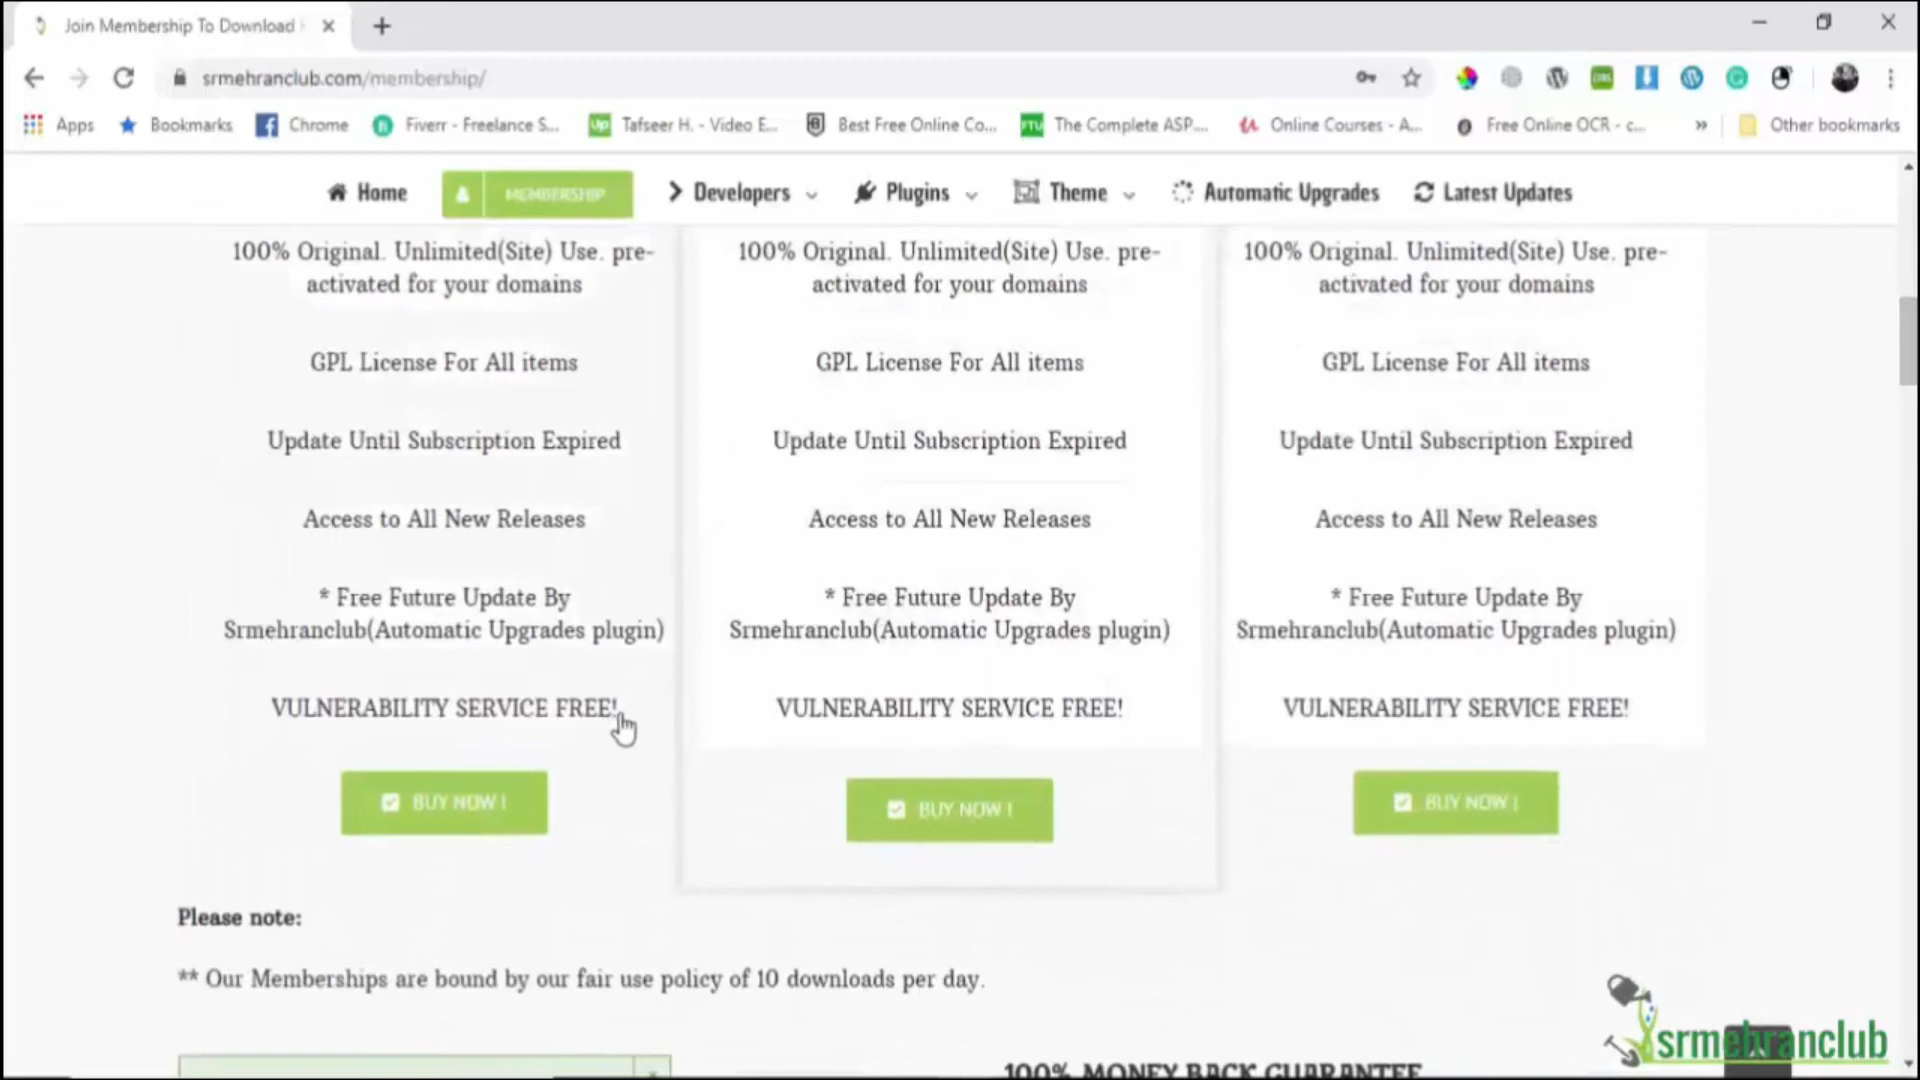 Join Membership To Download
srmehranclub.com/membership/
Apps Bookmarks Chrome Fiverr - Freelance S... Tafseer H. - Video E... Best Free Online Co... The Complete ASP.... Online Courses - A... Free Online OCR - c... » Other bookmarks
Home MEMBERSHIP Developers Plugins Theme Automatic Upgrades Latest Updates
100% Original. Unlimited(Site) Use. pre-
activated for your domains
GPL License For All items
Update Until Subscription Expired
Access to All New Releases
* Free Future Update By
Srmehranclub(Automatic Upgrades plugin)
VULNERABILITY SERVICE FREE!
BUY NOW !
100% Original. Unlimited(Site) Use. pre-
activated for your domains
GPL License For All items
Update Until Subscription Expired
Access to All New Releases
* Free Future Update By
Srmehranclub(Automatic Upgrades plugin)
VULNERABILITY SERVICE FREE!
BUY NOW !
100% Original. Unlimited(Site) Use. pre-
activated for your domains
GPL License For All items
Update Until Subscription Expired
Access to All New Releases
* Free Future Update By
Srmehranclub(Automatic Upgrades plugin)
VULNERABILITY SERVICE FREE!
BUY NOW !
Please note:
** Our Memberships are bound by our fair use policy of 10 downloads per day.
srmehranclub
100% MONEY BACK GUARANTEE